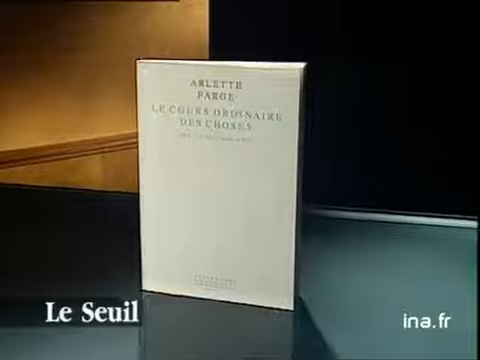 ARLETTE
FARGE
LE COURS ORDINAIRE
DES CHOSES
Le Seuil
ina.fr